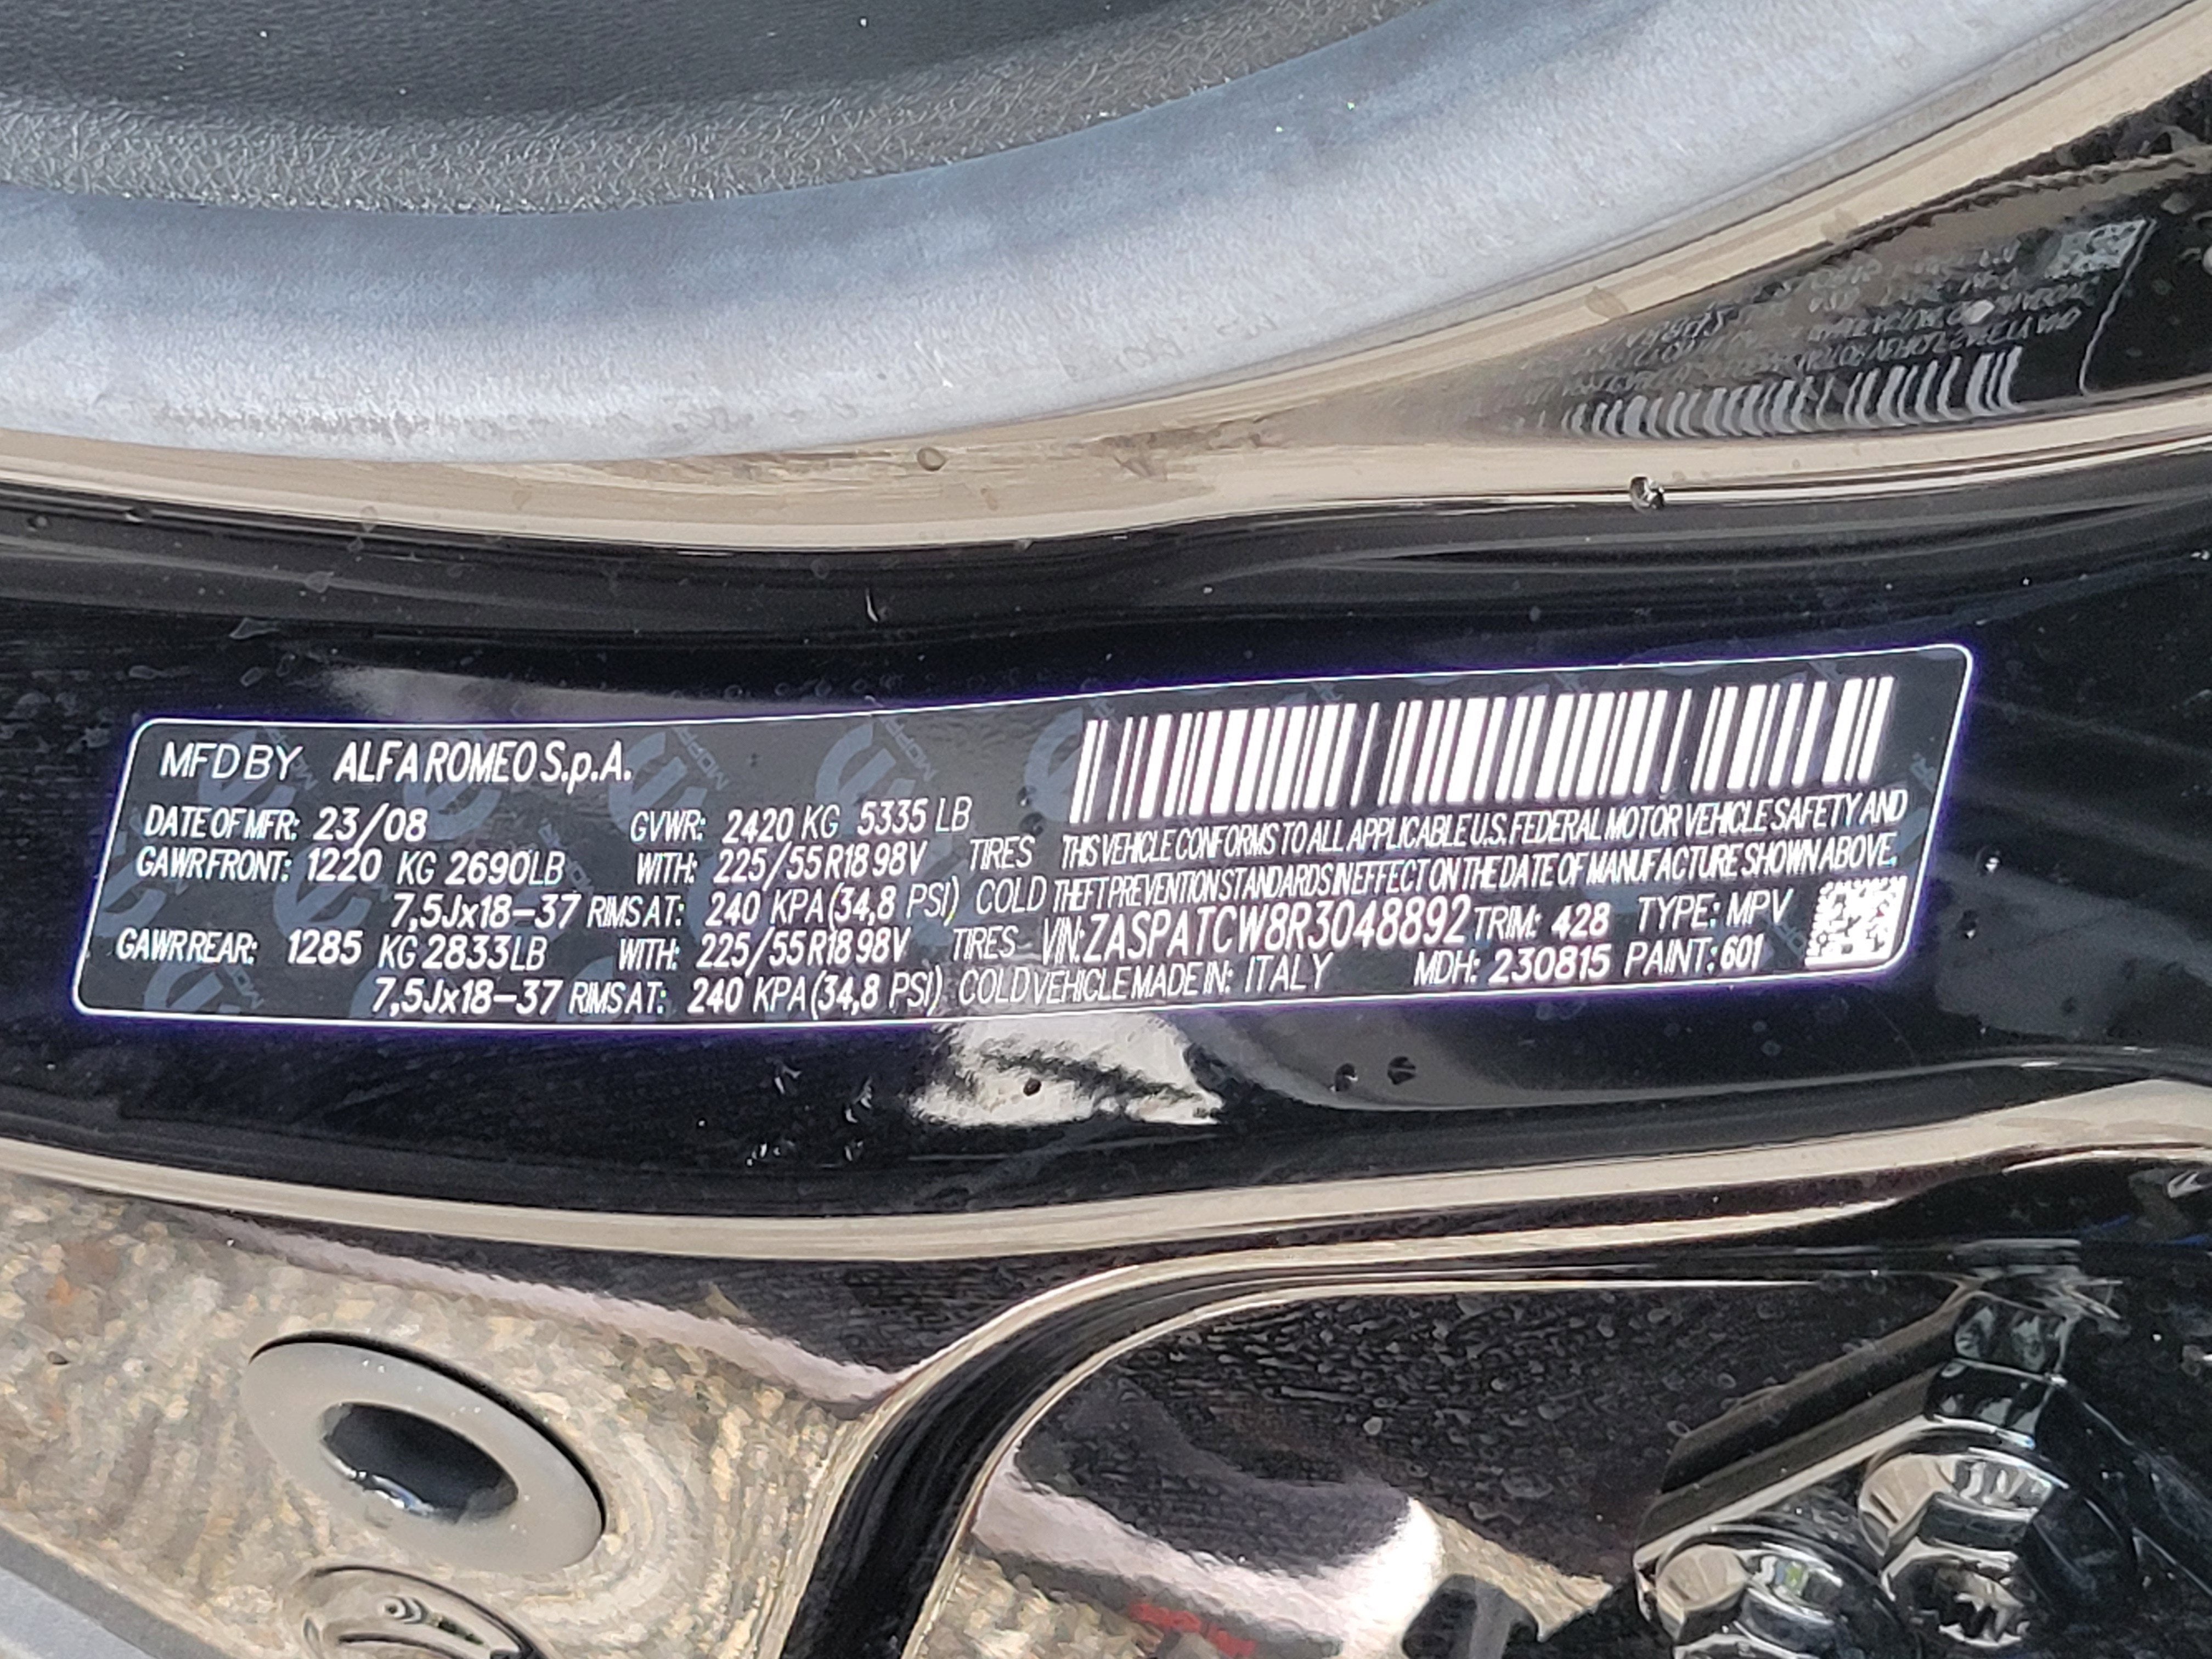 MFD BY ALFA ROMEO S.p.A.
DATE OF MFR: 23/08 GVWR: 2420 KG 5335 LB
GAWR FRONT: 1220 KG 2690 LB WITH: 225/55 R18 98V TIRES
7,5Jx18-37 RIMS AT: 240 KPA (34,8 PSI) COLD
GAWR REAR: 1285 KG 2833 LB WITH: 225/55 R18 98V TIRES
7,5Jx18-37 RIMS AT: 240 KPA (34,8 PSI) COLD
THIS VEHICLE CONFORMS TO ALL APPLICABLE U.S. FEDERAL MOTOR VEHICLE SAFETY AND
THEFT PREVENTION STANDARDS IN EFFECT ON THE DATE OF MANUFACTURE SHOWN ABOVE.
VIN: ZASPATCW8R3048892 TRIM: 428 TYPE: MPV
VEHICLE MADE IN: ITALY MDH: 230815 PAINT: 601